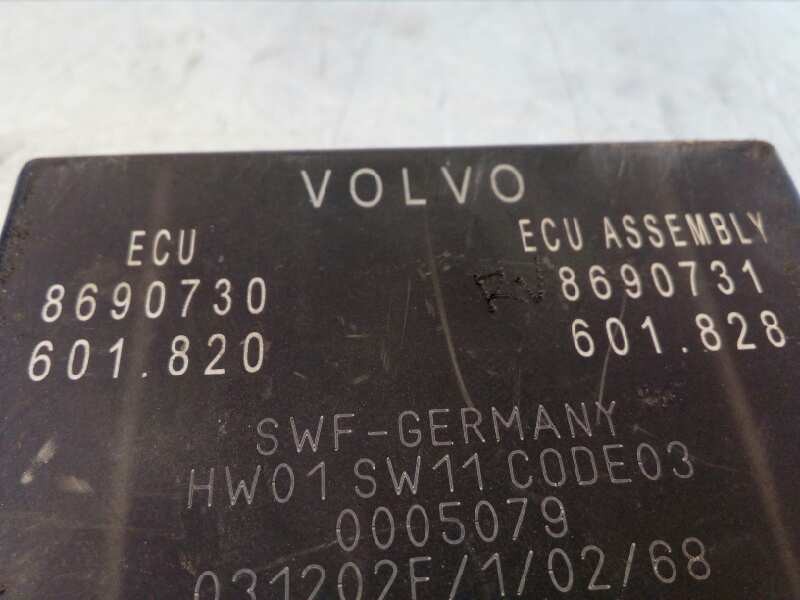 VOLVO
ECU
8690730
601.820
ECU ASSEMBLY
8690731
601.828
SWF-GERMANY
HW01 SW11 CODE03
0005079
031202F/1/02/68